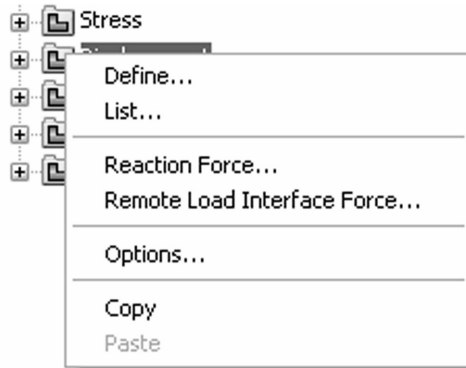 Stress
Define...
List...
Reaction Force...
Remote Load Interface Force...
Options...
Copy
Paste